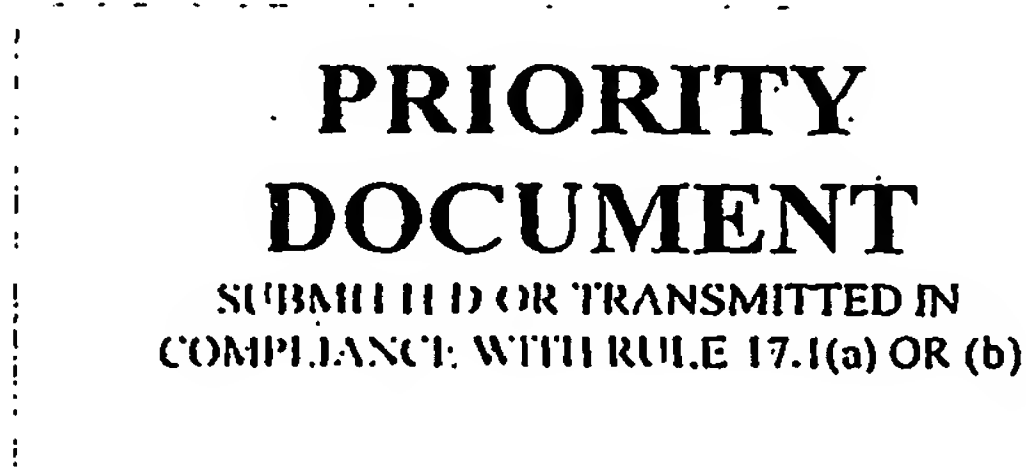 PRIORITY
DOCUMENT
SUBMITTED OR TRANSMITTED IN
COMPLIANCE WITH RULE 17.1(a) OR (b)